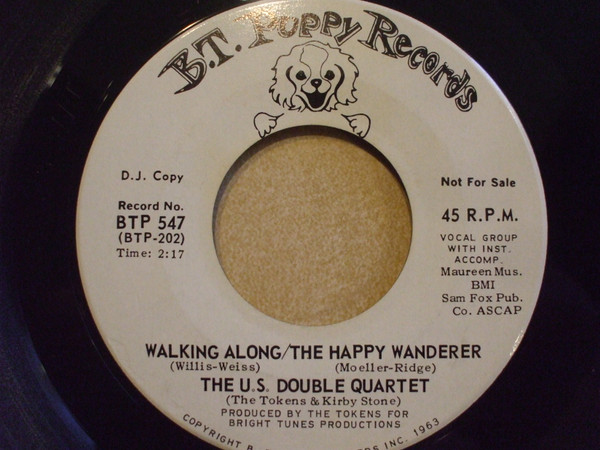 B.T. Puppy Records
D.J. Copy
Not For Sale
Record No.
BTP 547
(BTP-202)
Time: 2:17
45 R.P.M.
VOCAL GROUP
WITH INST.
ACCOMP.
Maureen Mus.
BMI
Sam Fox Pub.
Co. ASCAP
WALKING ALONG/THE HAPPY WANDERER
(Willis-Weiss) (Moeller-Ridge)
THE U.S. DOUBLE QUARTET
(The Tokens & Kirby Stone)
PRODUCED BY THE TOKENS FOR
BRIGHT TUNES PRODUCTIONS
COPYRIGHT B. INC. 1963